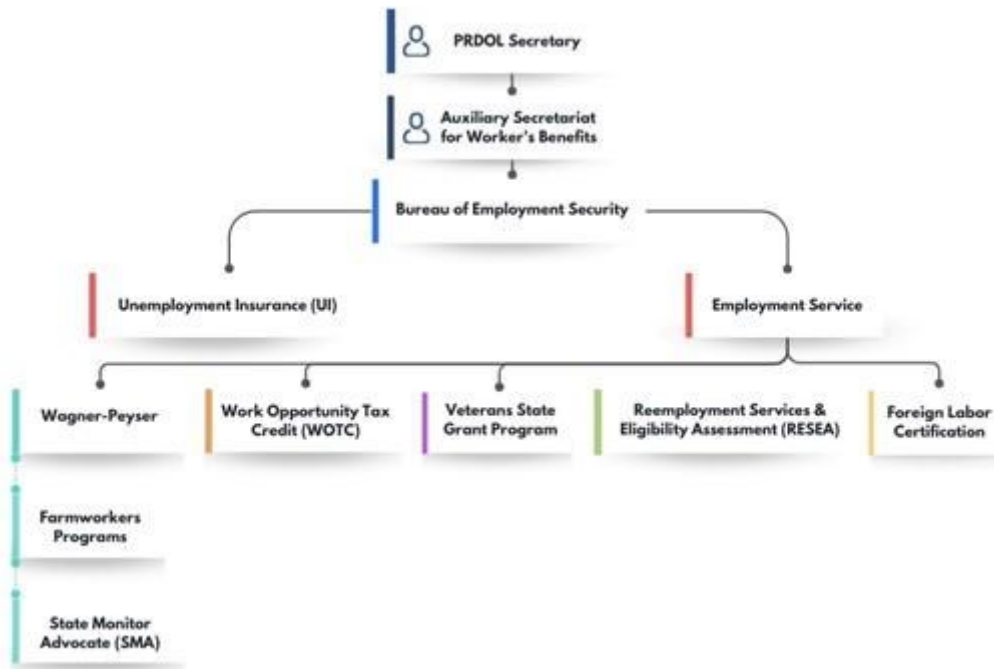 PRDOL Secretary
Auxiliary Secretariat
for Worker's Benefits
Bureau of Employment Security
Unemployment Insurance (UI)
Employment Service
Wagner-Peyser
Work Opportunity Tax
Credit (WOTC)
Veterans State
Grant Program
Reemployment Services &
Eligibility Assessment (RESEA)
Foreign Labor
Certification
Farmworkers
Programs
State Monitor
Advocate (SMA)